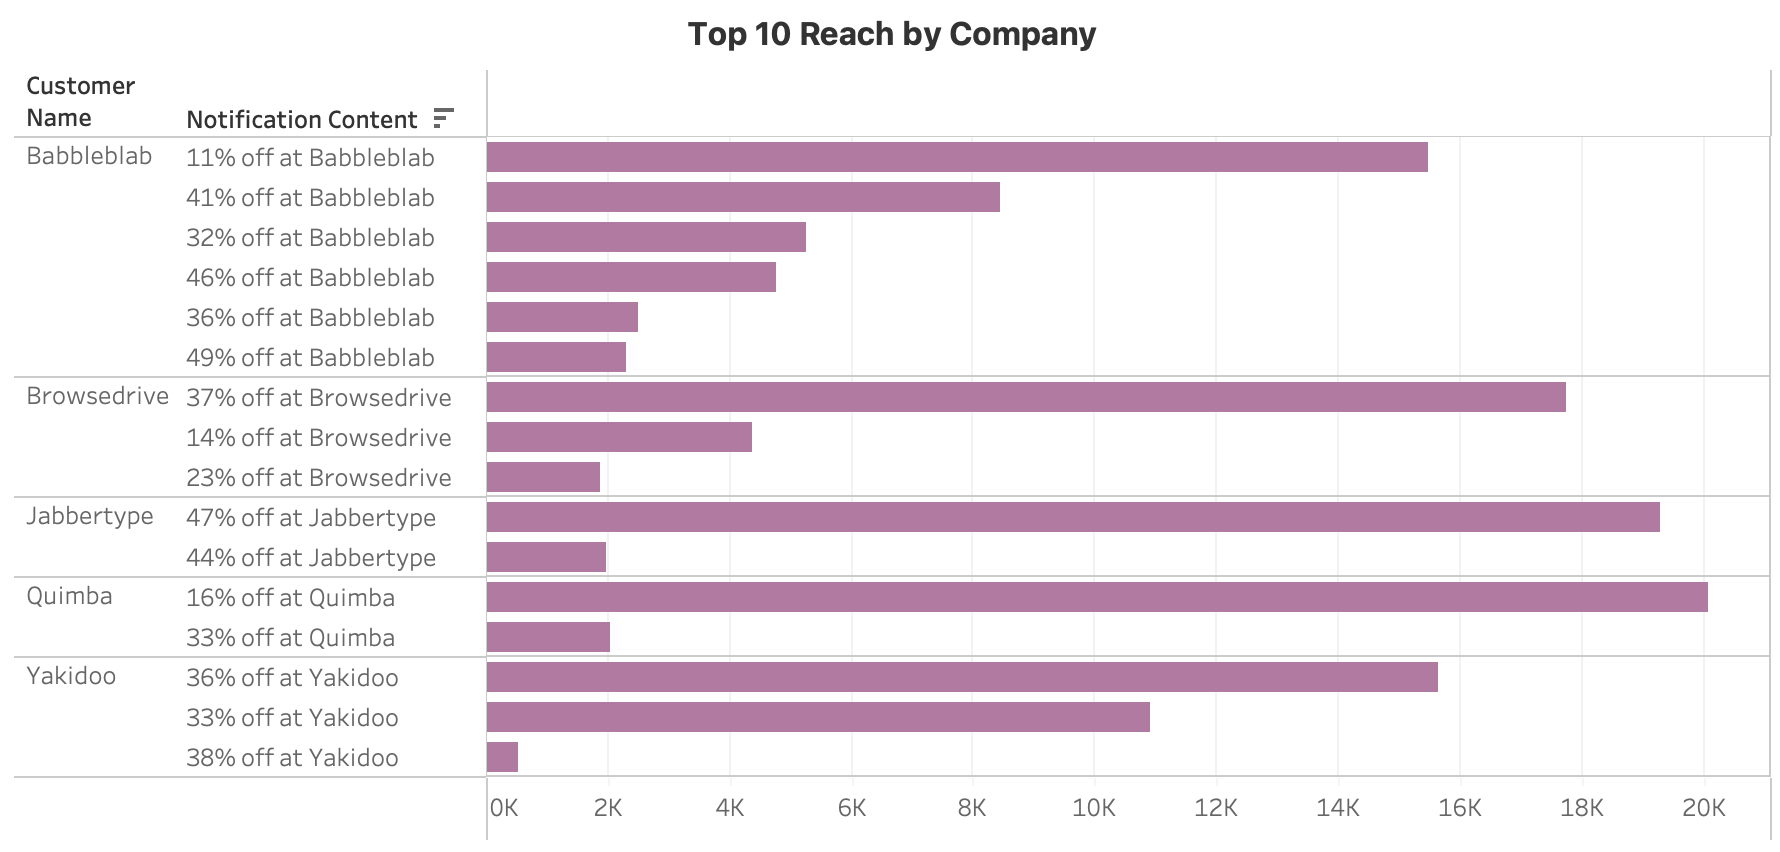 Top 10 Reach by Company
Customer
Name
Notification Content
Babbleblab 11% off at Babbleblab
41% off at Babbleblab
32% off at Babbleblab
46% off at Babbleblab
36% off at Babbleblab
49% off at Babbleblab
Browsedrive 37% off at Browsedrive
14% off at Browsedrive
23% off at Browsedrive
Jabbertype 47% off at Jabbertype
44% off at Jabbertype
Quimba 16% off at Quimba
33% off at Quimba
Yakidoo 36% off at Yakidoo
33% off at Yakidoo
38% off at Yakidoo
0K 2K 4K 6K 8K 10K 12K 14K 16K 18K 20K